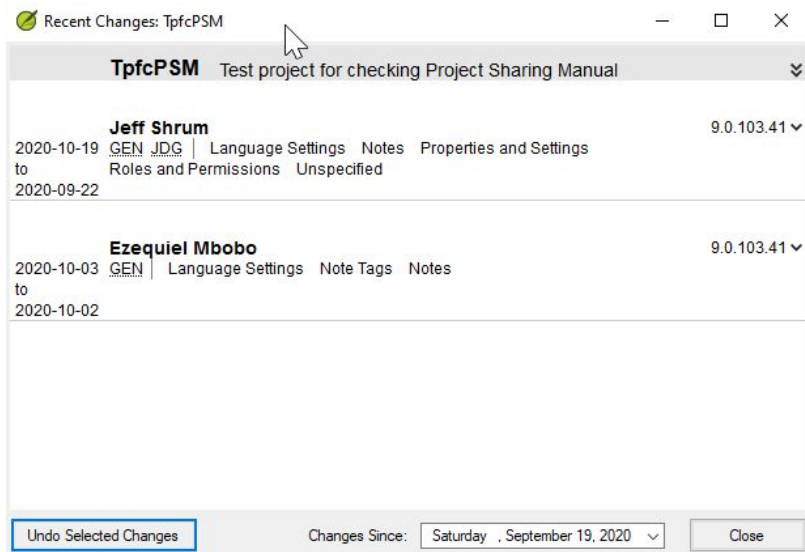 Recent Changes: TpfcPSM
TpfcPSM Test project for checking Project Sharing Manual
Jeff Shrum 9.0.103.41
2020-10-19 GEN JDG | Language Settings Notes Properties and Settings
to Roles and Permissions Unspecified
2020-09-22
Ezequiel Mbobo 9.0.103.41
2020-10-03 GEN | Language Settings Note Tags Notes
to
2020-10-02
Undo Selected Changes Changes Since: Saturday , September 19, 2020 Close